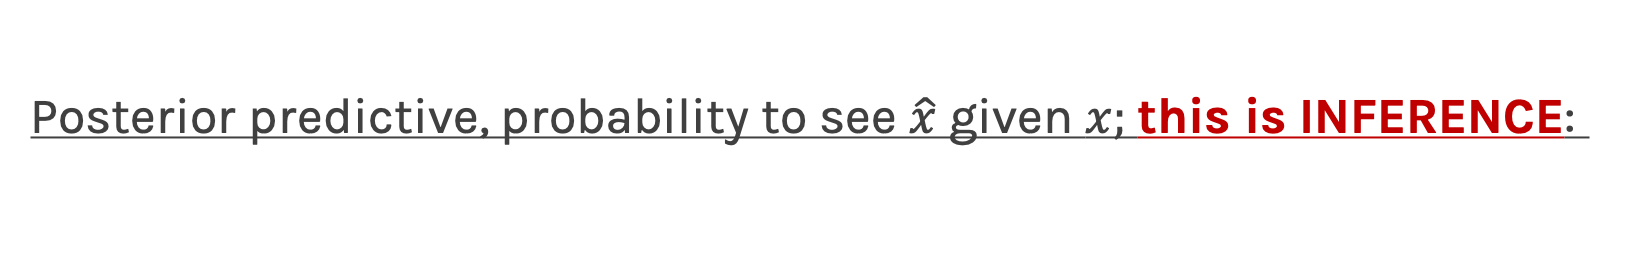 Posterior predictive, probability to see x̂ given x; this is INFERENCE: